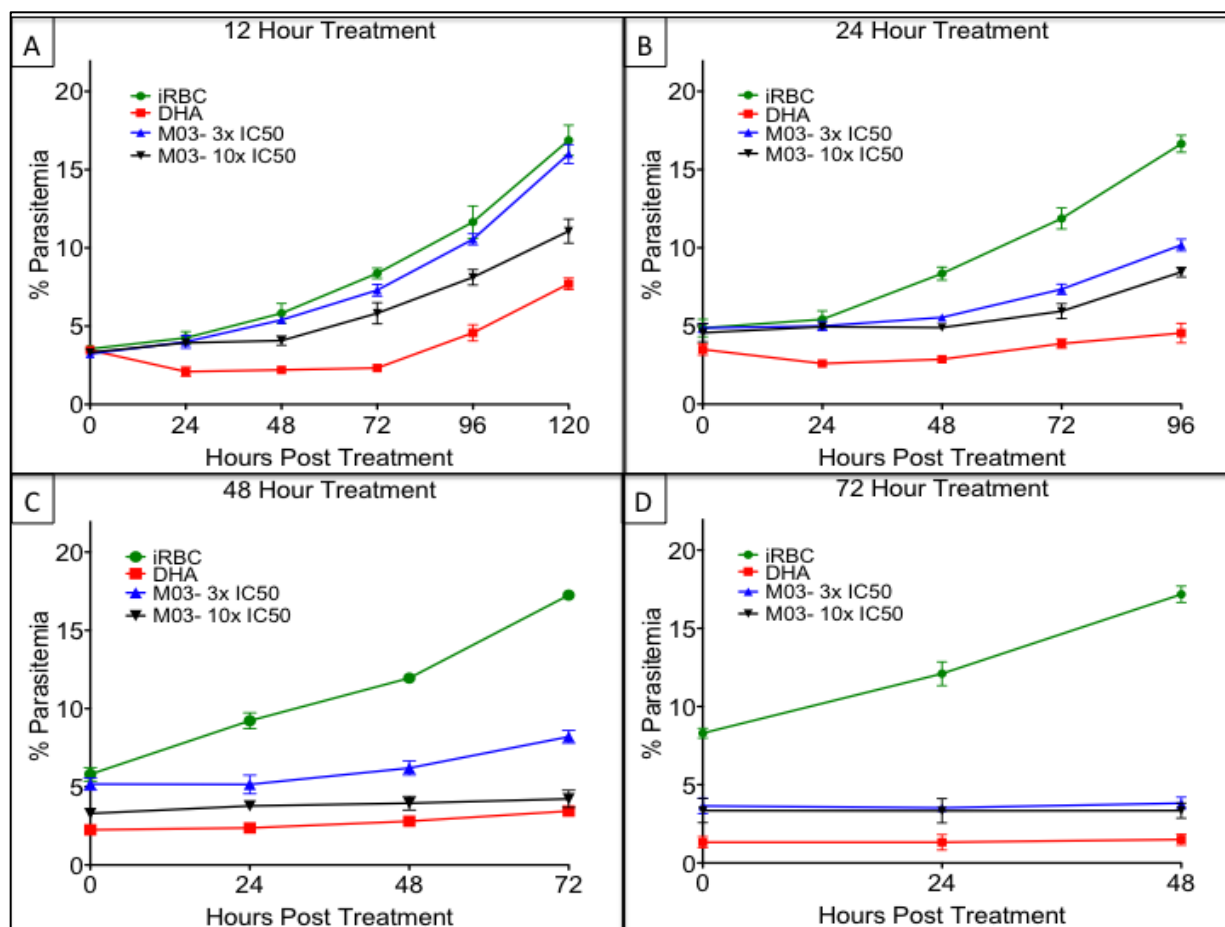 A
12 Hour Treatment
iRBC
DHA
M03- 3x IC50
M03- 10x IC50
% Parasitemia
20
15
10
5
0
0 24 48 72 96 120
Hours Post Treatment
B
24 Hour Treatment
iRBC
DHA
M03- 3x IC50
M03- 10x IC50
% Parasitemia
20
15
10
5
0
0 24 48 72 96
Hours Post Treatment
C
48 Hour Treatment
iRBC
DHA
M03- 3x IC50
M03- 10x IC50
% Parasitemia
20
15
10
5
0
0 24 48 72
Hours Post Treatment
D
72 Hour Treatment
iRBC
DHA
M03- 3x IC50
M03- 10x IC50
% Parasitemia
20
15
10
5
0
0 24 48
Hours Post Treatment